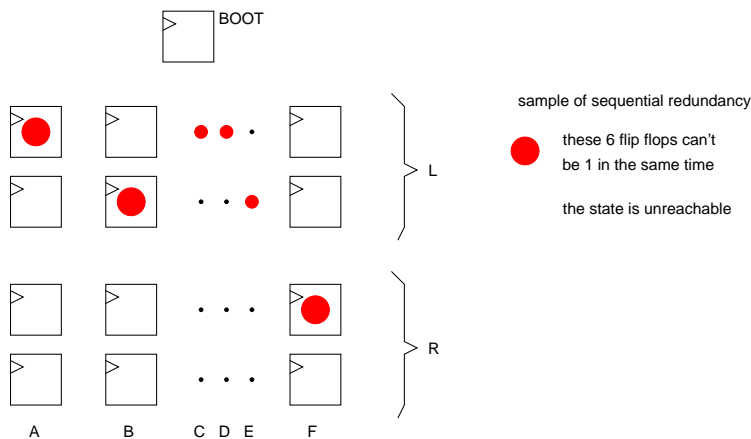 BOOT
sample of sequential redundancy
these 6 flip flops can't
be 1 in the same time
L
the state is unreachable
R
A B C D E F